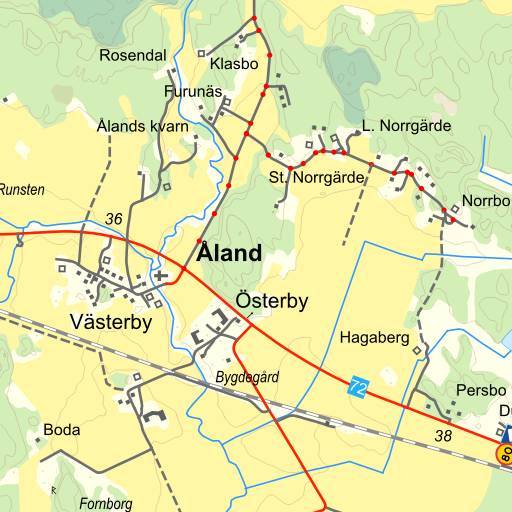 Rosendal
Klasbo
Furunäs
Ålands kvarn
L. Norrgärde
St. Norrgärde
Runsten
Norrbo
36
Åland
Österby
Västerby
Hagaberg
Bygdegård
72
Persbo
Du
Boda
38
80
R
Fornborg